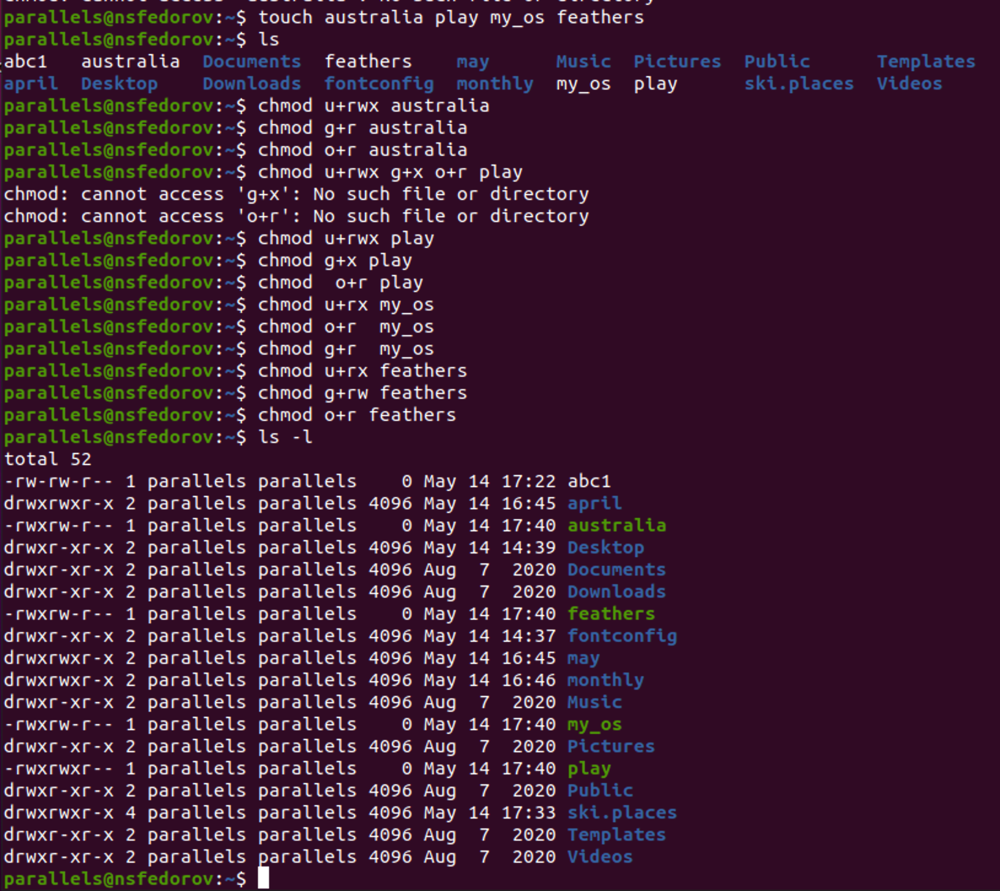 chmod: cannot access 'australia': No such file or directory
parallels@nsfedorov:~$ touch australia play my_os feathers
parallels@nsfedorov:~$ ls
abc1   australia  Documents  feathers    may      Music  Pictures  Public      Templates
april  Desktop    Downloads  fontconfig  monthly  my_os  play      ski.places  Videos
parallels@nsfedorov:~$ chmod u+rwx australia
parallels@nsfedorov:~$ chmod g+r australia
parallels@nsfedorov:~$ chmod o+r australia
parallels@nsfedorov:~$ chmod u+rwx g+x o+r play
chmod: cannot access 'g+x': No such file or directory
chmod: cannot access 'o+r': No such file or directory
parallels@nsfedorov:~$ chmod u+rwx play
parallels@nsfedorov:~$ chmod g+x play
parallels@nsfedorov:~$ chmod  o+r play
parallels@nsfedorov:~$ chmod u+rx my_os
parallels@nsfedorov:~$ chmod o+r  my_os
parallels@nsfedorov:~$ chmod g+r  my_os
parallels@nsfedorov:~$ chmod u+rx feathers
parallels@nsfedorov:~$ chmod g+rw feathers
parallels@nsfedorov:~$ chmod o+r feathers
parallels@nsfedorov:~$ ls -l
total 52
-rw-rw-r-- 1 parallels parallels    0 May 14 17:22 abc1
drwxrwxr-x 2 parallels parallels 4096 May 14 16:45 april
-rwxrw-r-- 1 parallels parallels    0 May 14 17:40 australia
drwxr-xr-x 2 parallels parallels 4096 May 14 14:39 Desktop
drwxr-xr-x 2 parallels parallels 4096 Aug  7  2020 Documents
drwxr-xr-x 2 parallels parallels 4096 Aug  7  2020 Downloads
-rwxrw-r-- 1 parallels parallels    0 May 14 17:40 feathers
drwxr-xr-x 2 parallels parallels 4096 May 14 14:37 fontconfig
drwxrwxr-x 2 parallels parallels 4096 May 14 16:45 may
drwxrwxr-x 2 parallels parallels 4096 May 14 16:46 monthly
drwxr-xr-x 2 parallels parallels 4096 Aug  7  2020 Music
-rwxrw-r-- 1 parallels parallels    0 May 14 17:40 my_os
drwxr-xr-x 2 parallels parallels 4096 Aug  7  2020 Pictures
-rwxrwxr-- 1 parallels parallels    0 May 14 17:40 play
drwxr-xr-x 2 parallels parallels 4096 Aug  7  2020 Public
drwxrwxr-x 4 parallels parallels 4096 May 14 17:33 ski.places
drwxr-xr-x 2 parallels parallels 4096 Aug  7  2020 Templates
drwxr-xr-x 2 parallels parallels 4096 Aug  7  2020 Videos
parallels@nsfedorov:~$